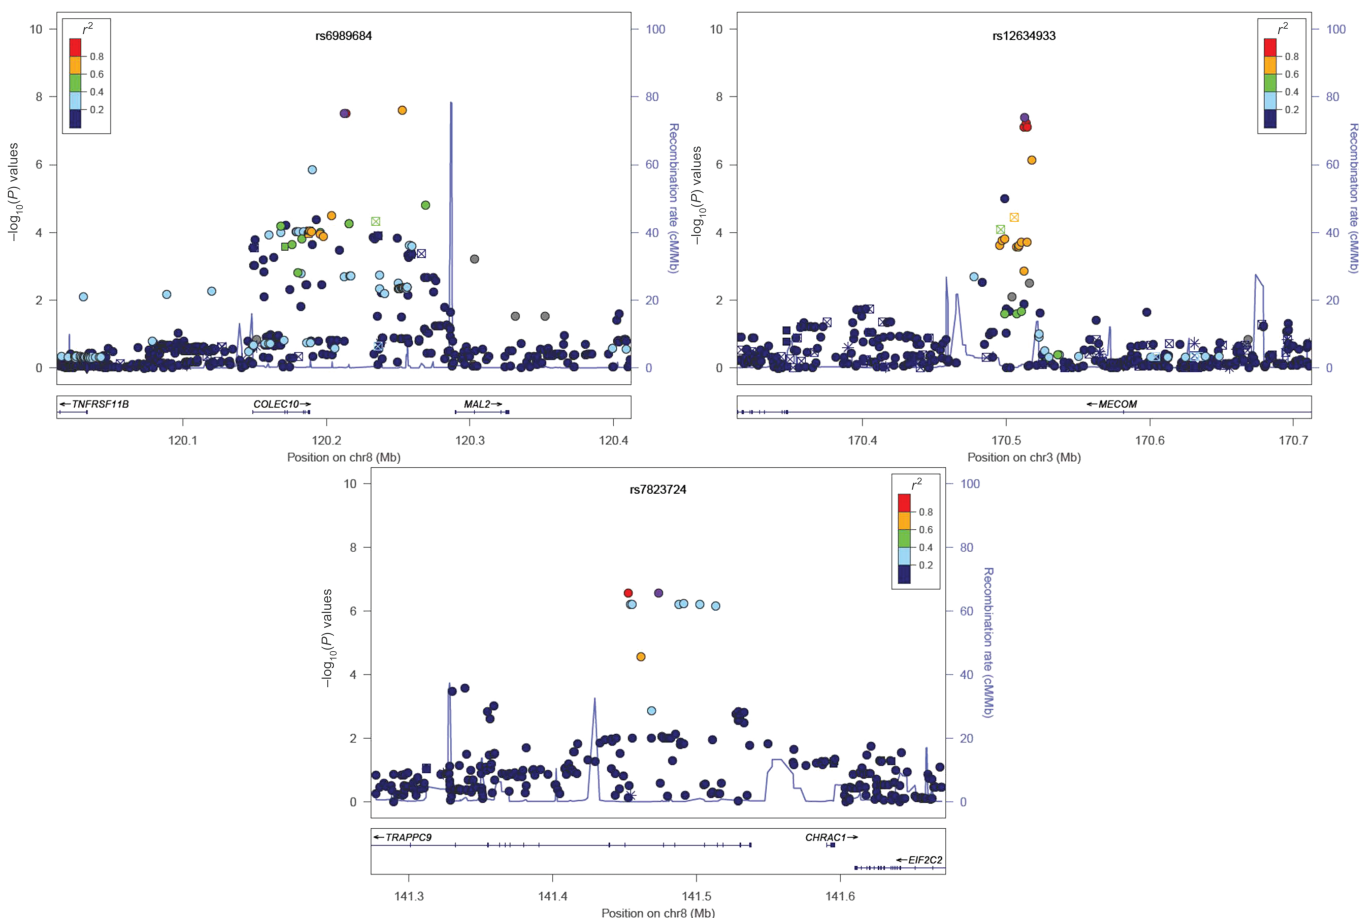 rs6989684
r2
0.8
0.6
0.4
0.2
10
8
6
4
2
0
–log10(P) values
100
80
60
40
20
0
Recombination rate (cM/Mb)
←TNFRSF11B
COLEC10→
MAL2→
120.1
120.2
120.3
120.4
Position on chr8 (Mb)
rs12634933
r2
0.8
0.6
0.4
0.2
10
8
6
4
2
0
–log10(P) values
100
80
60
40
20
0
Recombination rate (cM/Mb)
←MECOM
170.4
170.5
170.6
170.7
Position on chr3 (Mb)
rs7823724
r2
0.8
0.6
0.4
0.2
10
8
6
4
2
0
–log10(P) values
100
80
60
40
20
0
Recombination rate (cM/Mb)
←TRAPPC9
CHRAC1→
←EIF2C2
141.3
141.4
141.5
141.6
Position on chr8 (Mb)